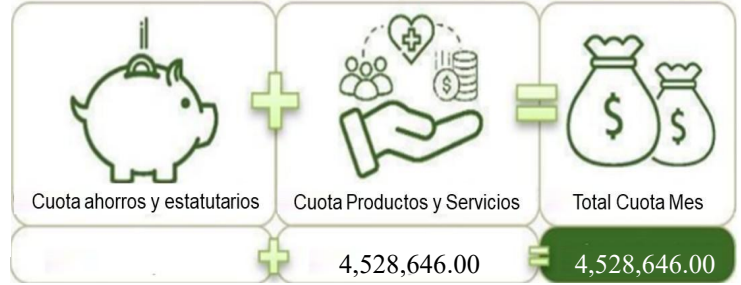 Cuota ahorros y estatutarios
Cuota Productos y Servicios
Total Cuota Mes
4,528,646.00
4,528,646.00